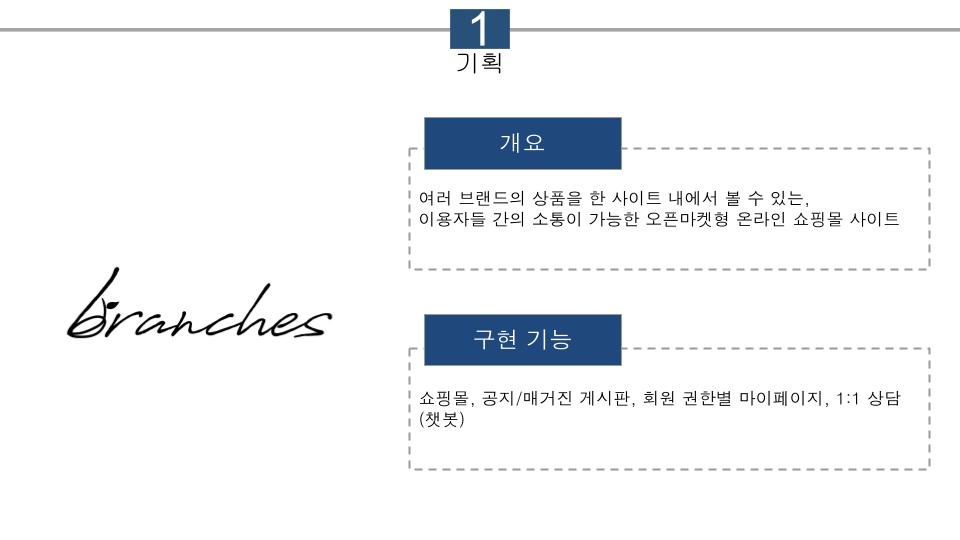 1
기획
branches
개요
여러 브랜드의 상품을 한 사이트 내에서 볼 수 있는,
이용자들 간의 소통이 가능한 오픈마켓형 온라인 쇼핑몰 사이트
구현 기능
쇼핑몰, 공지/매거진 게시판, 회원 권한별 마이페이지, 1:1 상담
(챗봇)